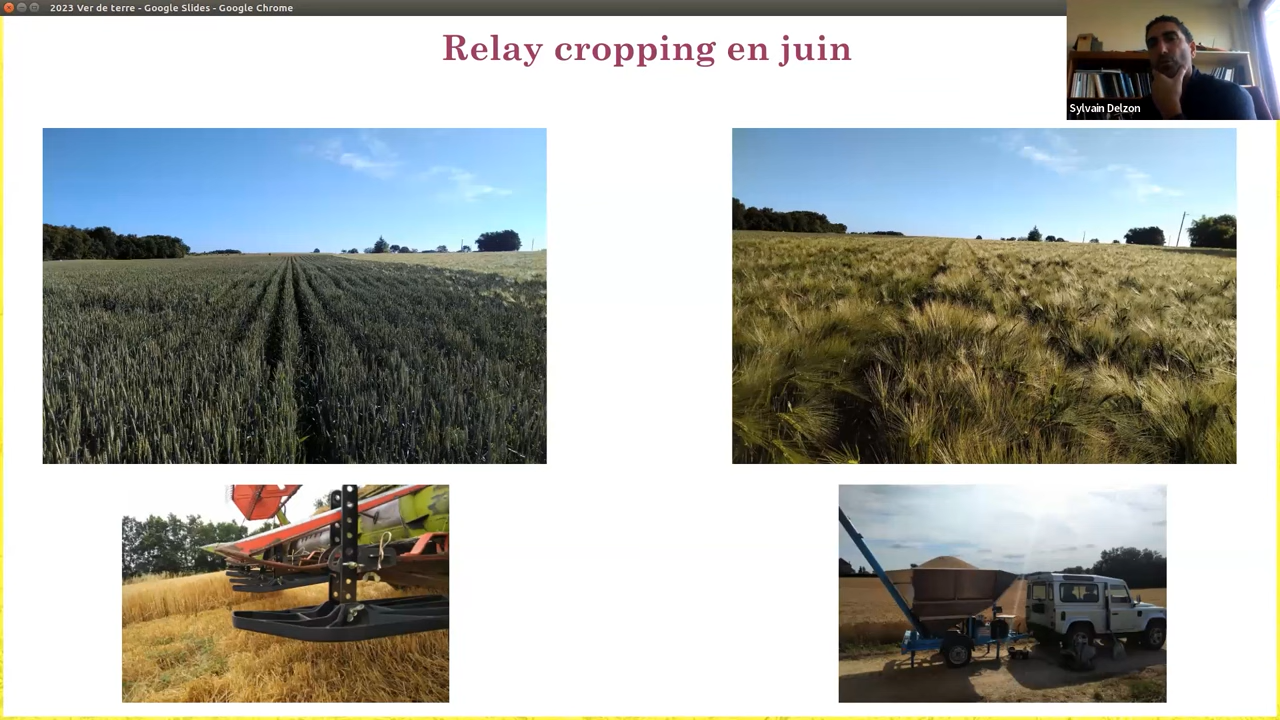 2023 Ver de terre - Google Slides - Google Chrome
Relay cropping en juin
Sylvain Delzon